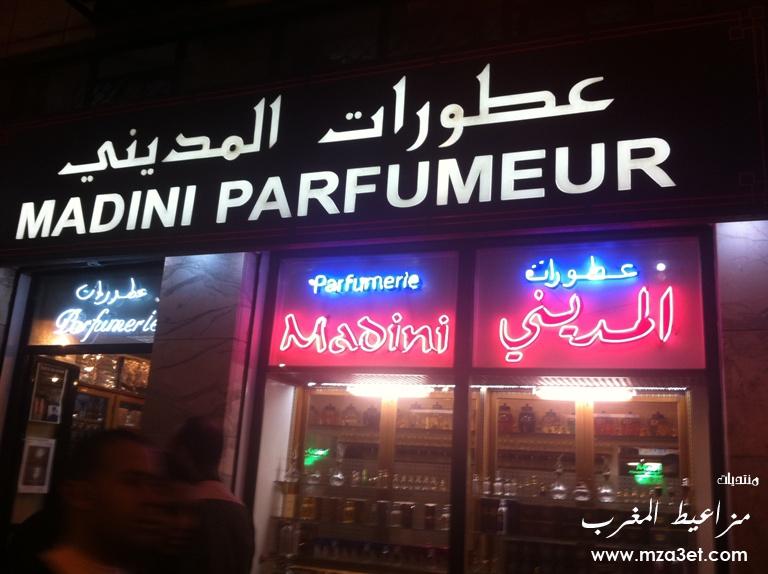 عطورات المديني
MADINI PARFUMEUR
عطورات
Parfumerie
Parfumerie
Madini
عطورات
المديني
منتديات
مزاعيط المغرب
www.mza3et.com